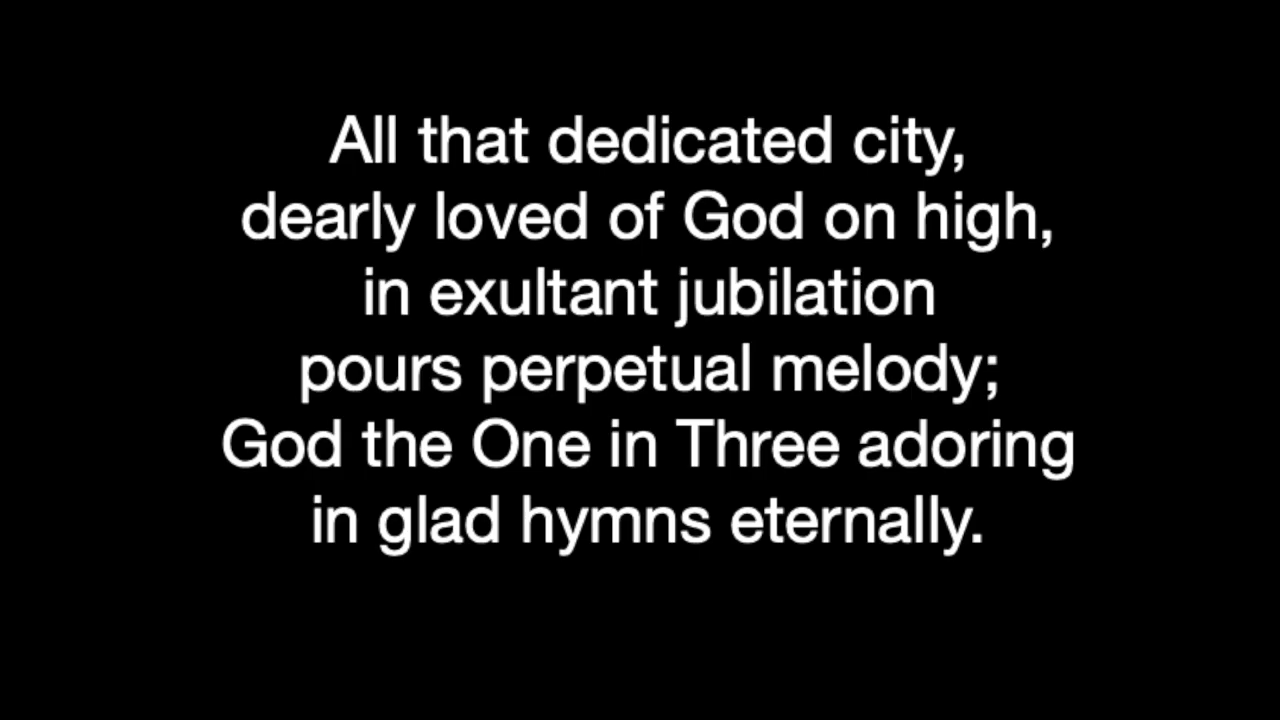 All that dedicated city,
dearly loved of God on high,
in exultant jubilation
pours perpetual melody;
God the One in Three adoring
in glad hymns eternally.